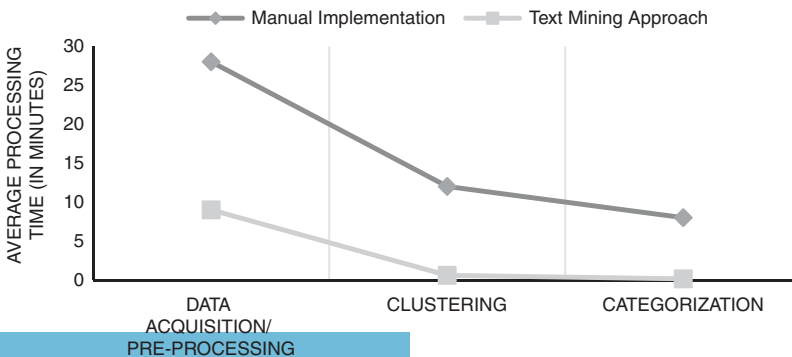 Manual Implementation
Text Mining Approach
AVERAGE PROCESSING
TIME (IN MINUTES)
30
25
20
15
10
5
0
DATA
ACQUISITION/
PRE-PROCESSING
CLUSTERING
CATEGORIZATION